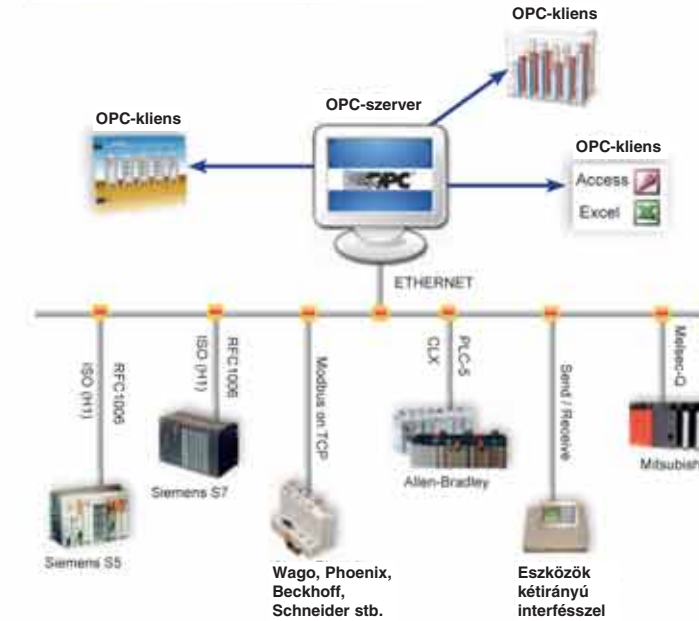 OPC-kliens
OPC-szerver
OPC-kliens
OPC-kliens
Access
Excel
OPC
ETHERNET
RFC1006
ISO (H1)
RFC1006
ISO (H1)
Modbus on TCP
PLC-5
CLX
Send / Receive
Melsec-Q
Siemens S5
Siemens S7
Wago, Phoenix,
Beckhoff,
Schneider stb.
Allen-Bradley
Eszközök
kétirányú
interfésszel
Mitsubish